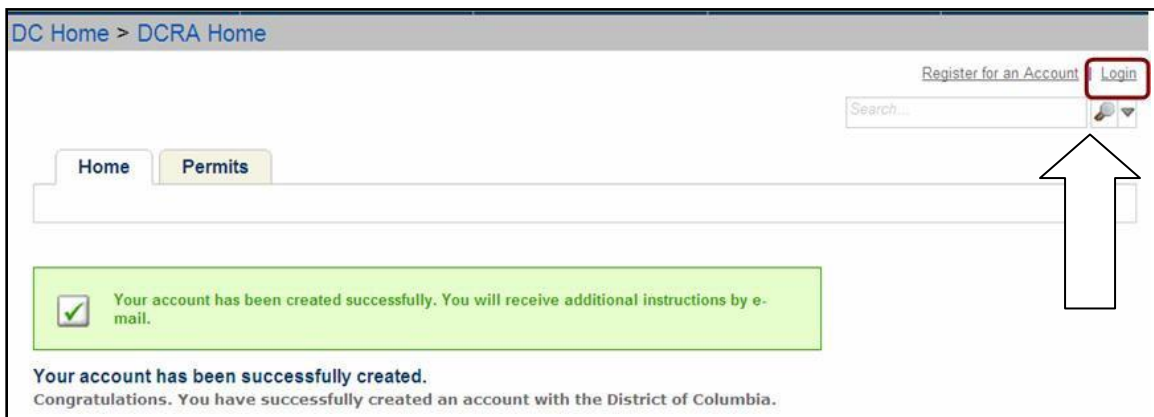 DC Home > DCRA Home
Register for an Account | Login
Search...
Home Permits
Your account has been created successfully. You will receive additional instructions by e-
mail.
Your account has been successfully created.
Congratulations. You have successfully created an account with the District of Columbia.